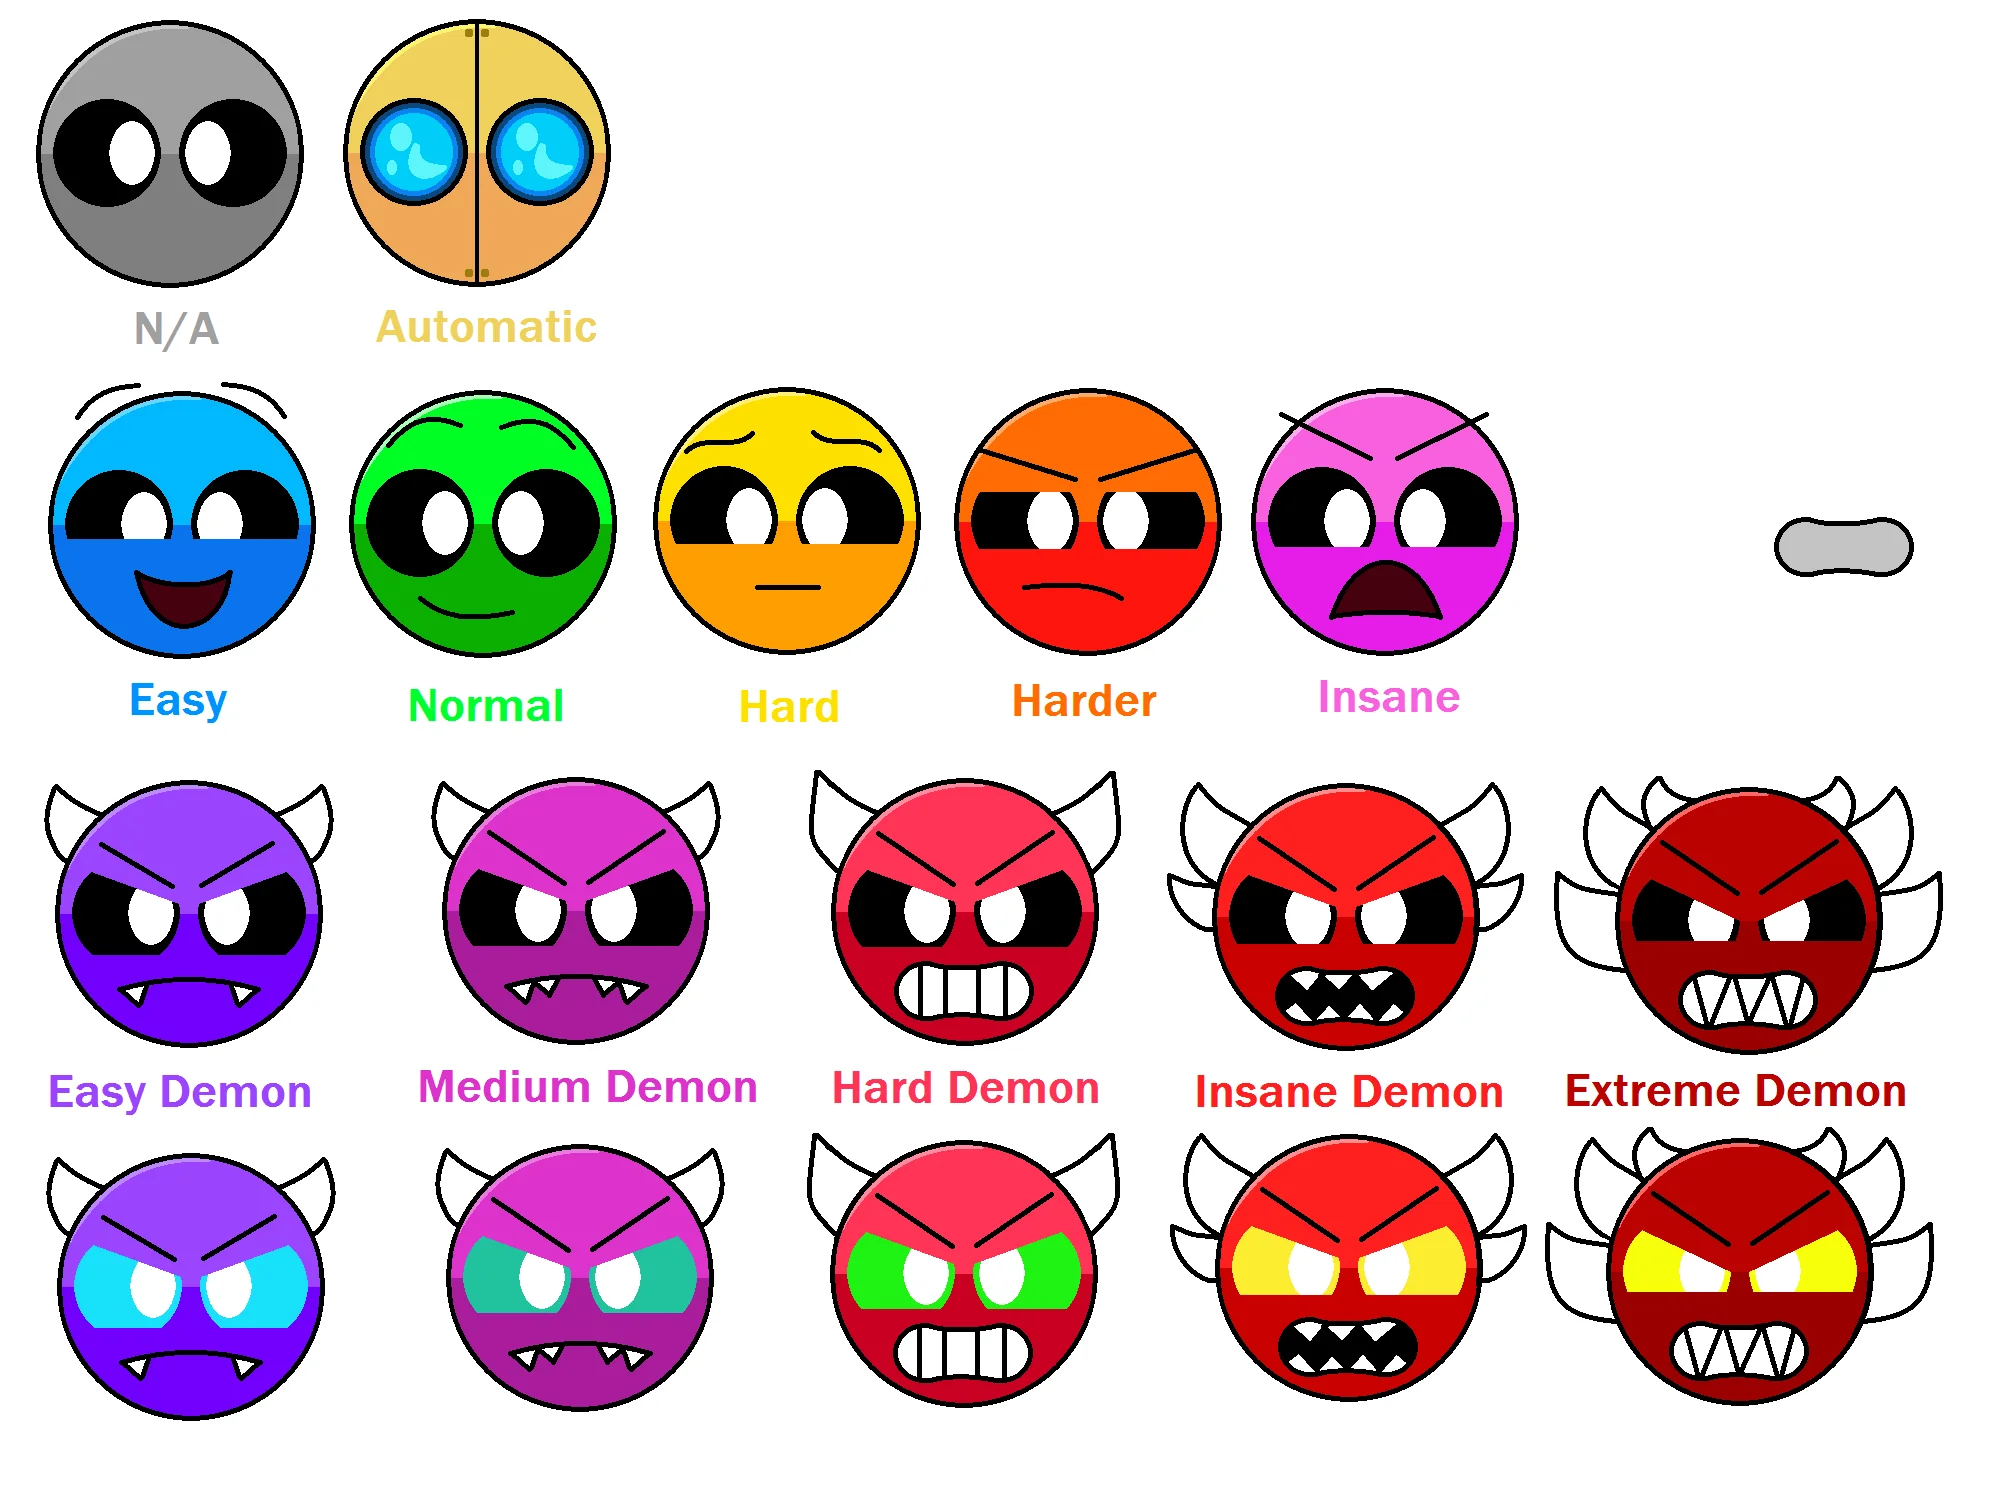 N/A
Automatic
Easy
Normal
Hard
Harder
Insane
Easy Demon
Medium Demon
Hard Demon
Insane Demon
Extreme Demon